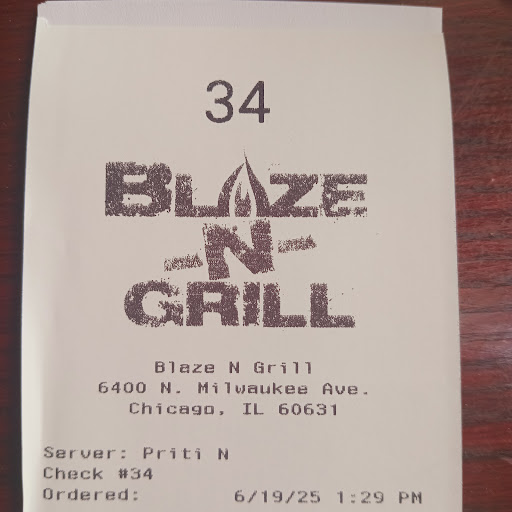 34
BLAZE
-N-
GRILL
Blaze N Grill
6400 N. Milwaukee Ave.
Chicago, IL 60631
Server: Priti N
Check #34
Ordered: 6/19/25 1:29 PM